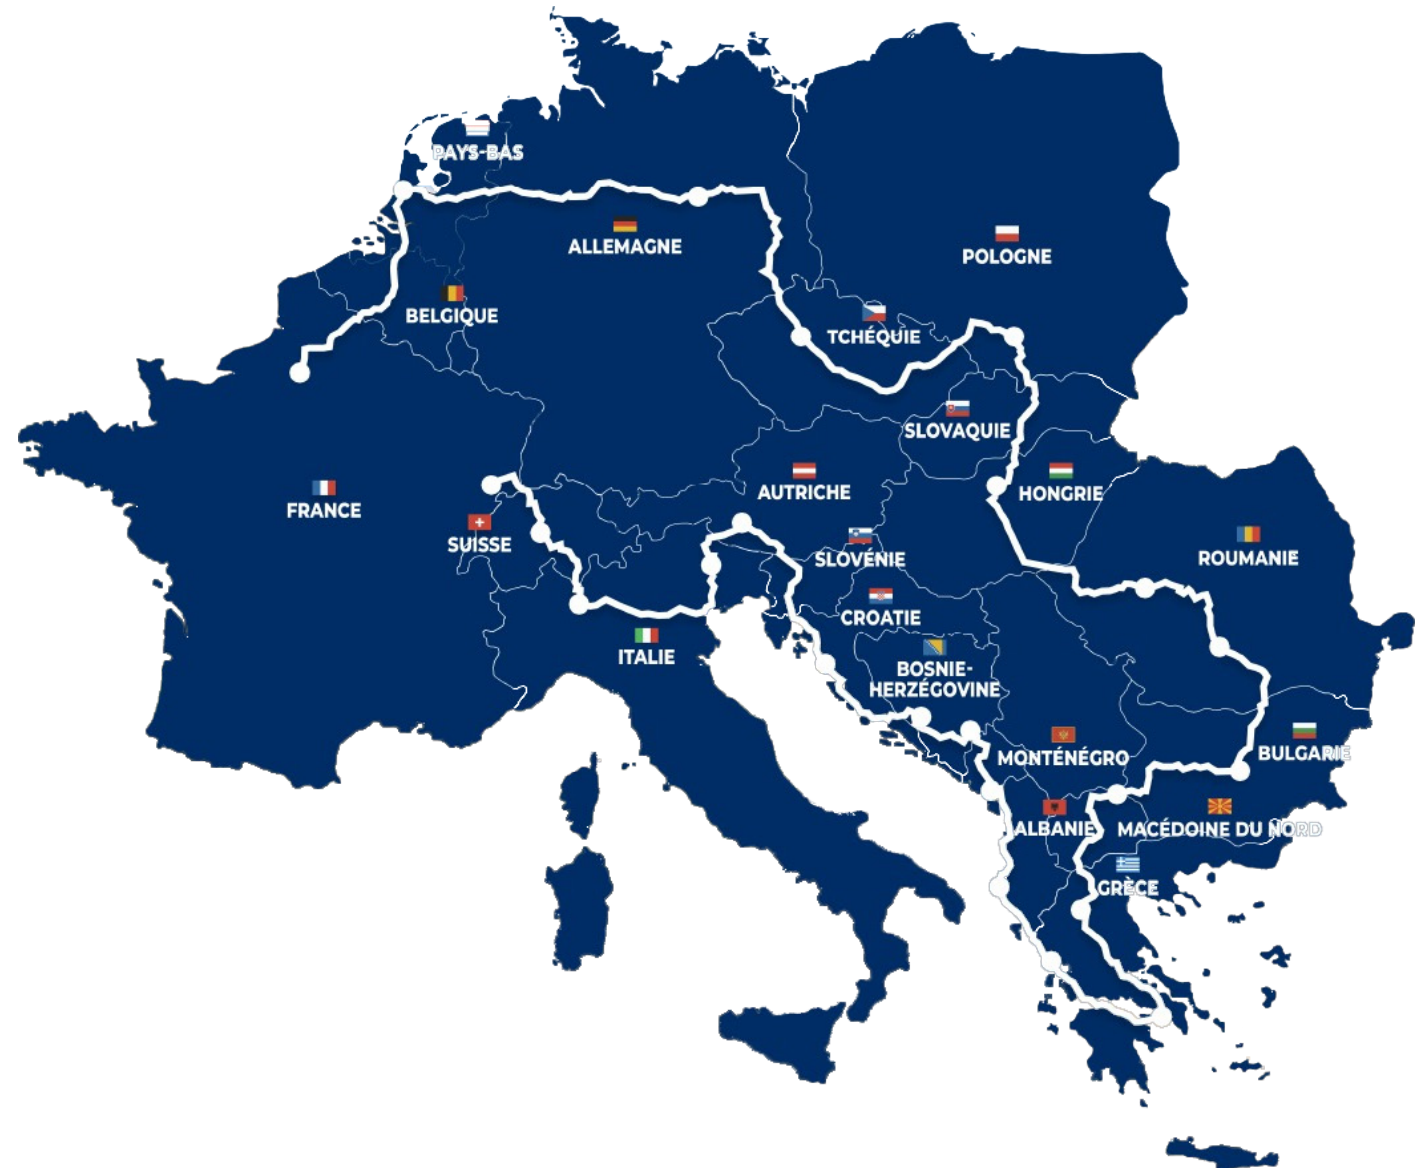 PAYS-BAS
ALLEMAGNE
POLOGNE
BELGIQUE
TCHÉQUIE
SLOVAQUIE
AUTRICHE
HONGRIE
FRANCE
SUISSE
SLOVÉNIE
ROUMANIE
CROATIE
ITALIE
BOSNIE-
HERZÉGOVINE
MONTÉNÉGRO
BULGARIE
ALBANIE
MACÉDOINE DU NORD
GRÈCE